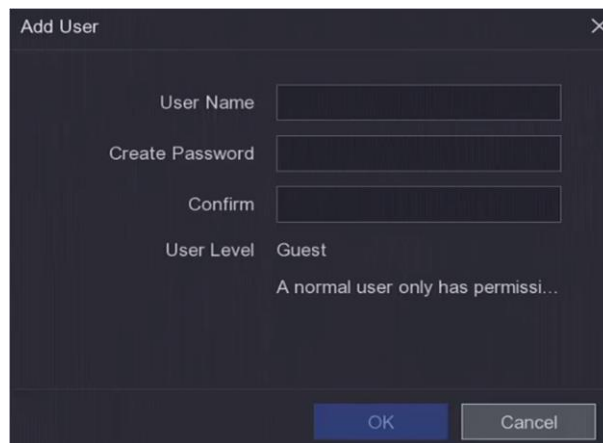 Add User
User Name
Create Password
Confirm
User Level Guest
A normal user only has permissi...
OK Cancel